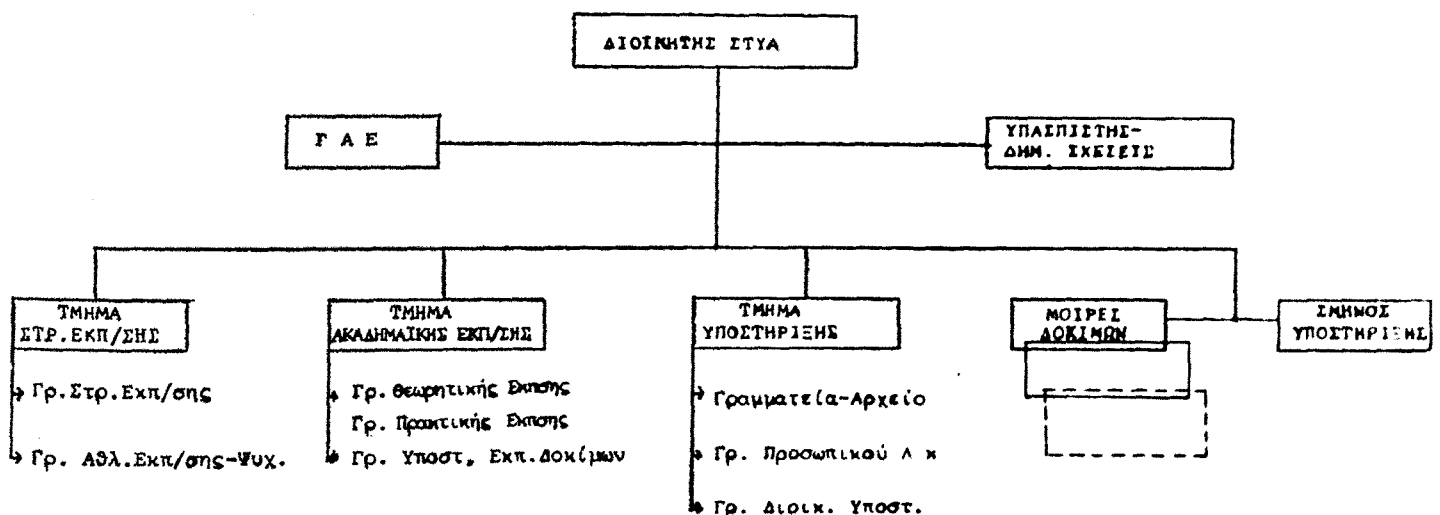 ΔΙΟΙΚΗΤΗΣ ΣΤΥΑ
Γ Α Ε
ΥΠΑΣΠΙΣΤΗΣ-
ΔΗΜ. ΣΧΕΣΕΙΣ
ΤΜΗΜΑ
ΣΤΡ.ΕΚΠ/ΣΗΣ
ΤΜΗΜΑ
ΑΚΑΔΗΜΑΪΚΗΣ ΕΚΠ/ΣΗΣ
ΤΜΗΜΑ
ΥΠΟΣΤΗΡΙΞΗΣ
ΜΟΙΡΕΣ
ΔΟΚΙΜΩΝ
ΣΜΗΝΟΣ
ΥΠΟΣΤΗΡΙΞΗΣ
Γρ.Στρ.Εκπ/σης
Γρ. Αθλ.Εκπ/σης-Ψυχ.
Γρ. Θεωρητικής Εκπσης
Γρ. Πρακτικής Εκπσης
Γρ. Υποστ. Εκπ.Δοκίμων
Γραμματεία-Αρχείο
Γρ. Προσωπικού
Γρ. Διοικ. Υποστ.